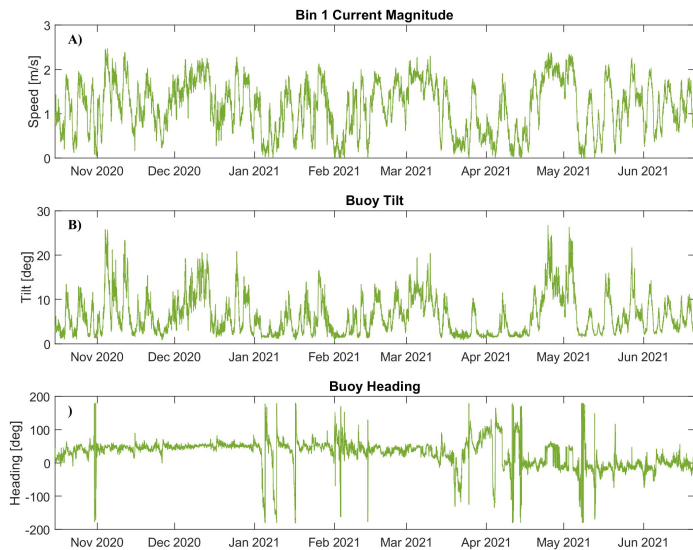 Bin 1 Current Magnitude
A)
3
2
1
0
Speed [m/s]
Nov 2020 Dec 2020 Jan 2021 Feb 2021 Mar 2021 Apr 2021 May 2021 Jun 2021
Buoy Tilt
B)
30
20
10
0
Tilt [deg]
Nov 2020 Dec 2020 Jan 2021 Feb 2021 Mar 2021 Apr 2021 May 2021 Jun 2021
Buoy Heading
)
200
100
0
-100
-200
Heading [deg]
Nov 2020 Dec 2020 Jan 2021 Feb 2021 Mar 2021 Apr 2021 May 2021 Jun 2021